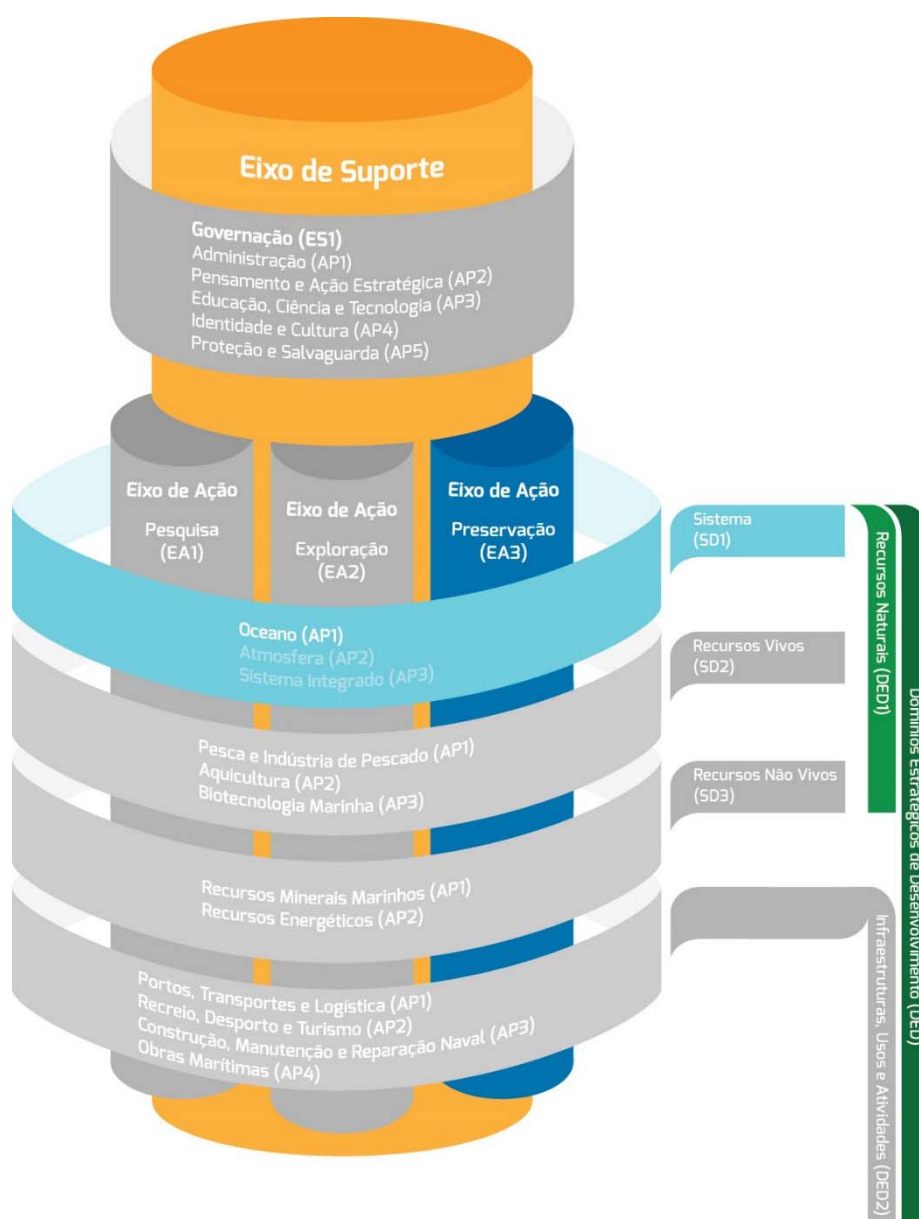 Eixo de Suporte
Governação (ES1)
Administração (AP1)
Pensamento e Ação Estratégica (AP2)
Educação, Ciência e Tecnologia (AP3)
Identidade e Cultura (AP4)
Proteção e Salvaguarda (AP5)
Eixo de Ação
Pesquisa
(EA1)
Eixo de Ação
Exploração
(EA2)
Eixo de Ação
Preservação
(EA3)
Oceano (AP1)
Atmosfera (AP2)
Sistema Integrado (AP3)
Pesca e Indústria de Pescado (AP1)
Aquicultura (AP2)
Biotecnologia Marinha (AP3)
Recursos Minerais Marinhos (AP1)
Recursos Energéticos (AP2)
Portos, Transportes e Logística (AP1)
Recreio, Desporto e Turismo (AP2)
Construção, Manutenção e Reparação Naval (AP3)
Obras Marítimas (AP4)
Sistema
(SD1)
Recursos Vivos
(SD2)
Recursos Não Vivos
(SD3)
Recursos Naturais (DED1)
Infraestruturas, Usos e Atividades (DED2)
Domínios Estratégicos de Desenvolvimento (DED)